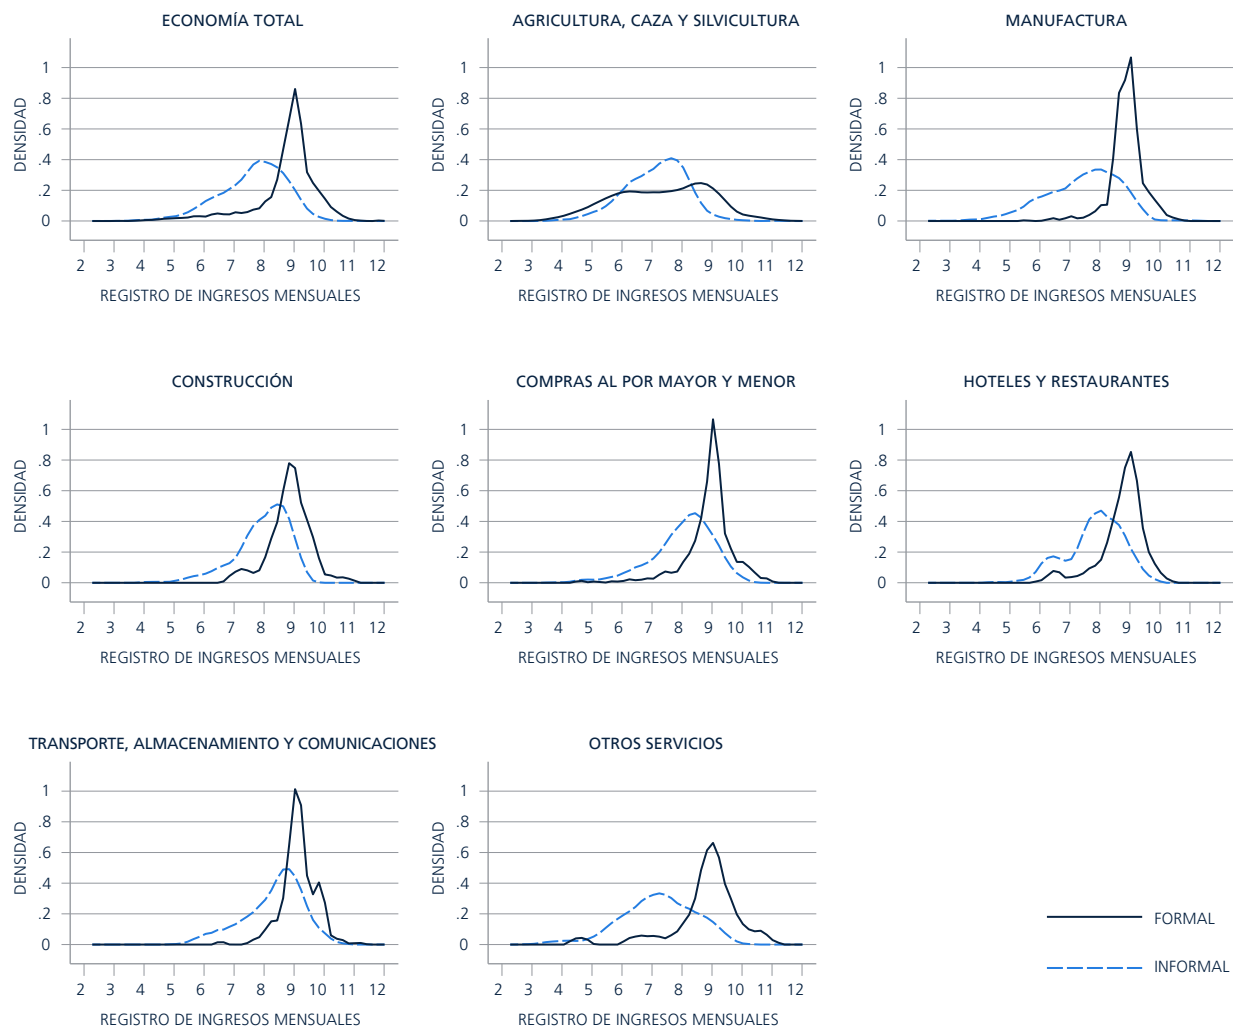 ECONOMÍA TOTAL
DENSIDAD
1
.8
.6
.4
.2
0
2 3 4 5 6 7 8 9 10 11 12
REGISTRO DE INGRESOS MENSUALES
AGRICULTURA, CAZA Y SILVICULTURA
DENSIDAD
1
.8
.6
.4
.2
0
2 3 4 5 6 7 8 9 10 11 12
REGISTRO DE INGRESOS MENSUALES
MANUFACTURA
DENSIDAD
1
.8
.6
.4
.2
0
2 3 4 5 6 7 8 9 10 11 12
REGISTRO DE INGRESOS MENSUALES
CONSTRUCCIÓN
DENSIDAD
1
.8
.6
.4
.2
0
2 3 4 5 6 7 8 9 10 11 12
REGISTRO DE INGRESOS MENSUALES
COMPRAS AL POR MAYOR Y MENOR
DENSIDAD
1
.8
.6
.4
.2
0
2 3 4 5 6 7 8 9 10 11 12
REGISTRO DE INGRESOS MENSUALES
HOTELES Y RESTAURANTES
DENSIDAD
1
.8
.6
.4
.2
0
2 3 4 5 6 7 8 9 10 11 12
REGISTRO DE INGRESOS MENSUALES
TRANSPORTE, ALMACENAMIENTO Y COMUNICACIONES
DENSIDAD
1
.8
.6
.4
.2
0
2 3 4 5 6 7 8 9 10 11 12
REGISTRO DE INGRESOS MENSUALES
OTROS SERVICIOS
DENSIDAD
1
.8
.6
.4
.2
0
2 3 4 5 6 7 8 9 10 11 12
REGISTRO DE INGRESOS MENSUALES
FORMAL
INFORMAL